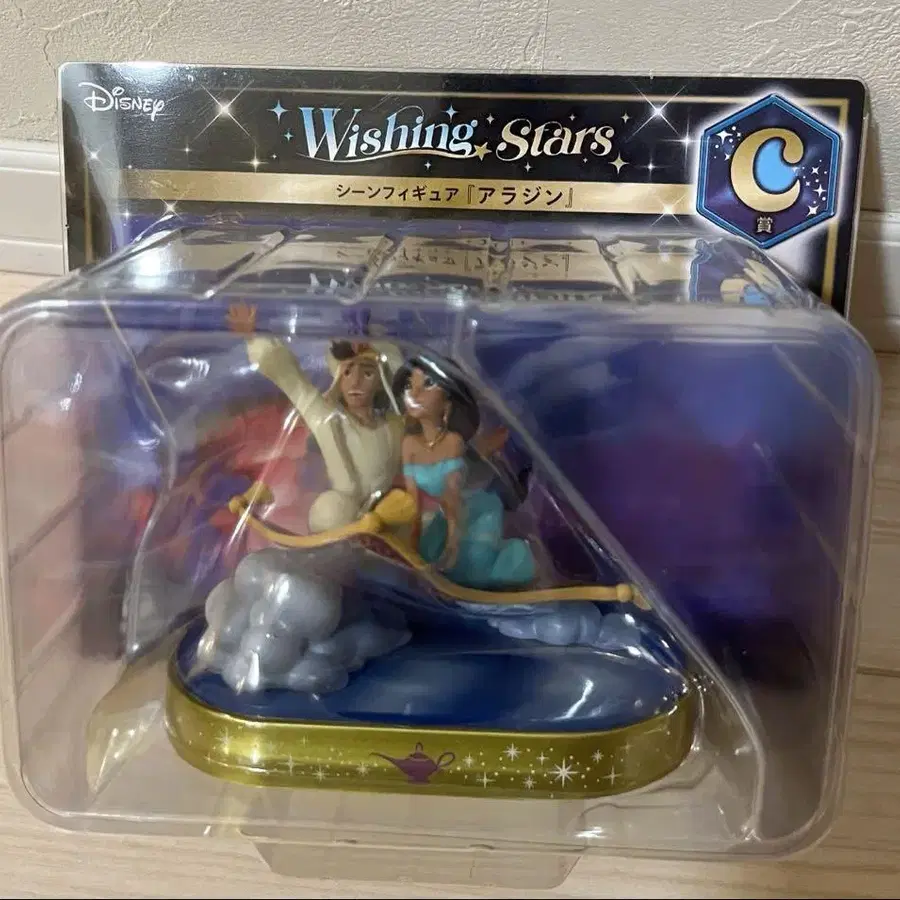 Disney
Wishing Stars
シーンフィギュア『アラジン』
C
賞